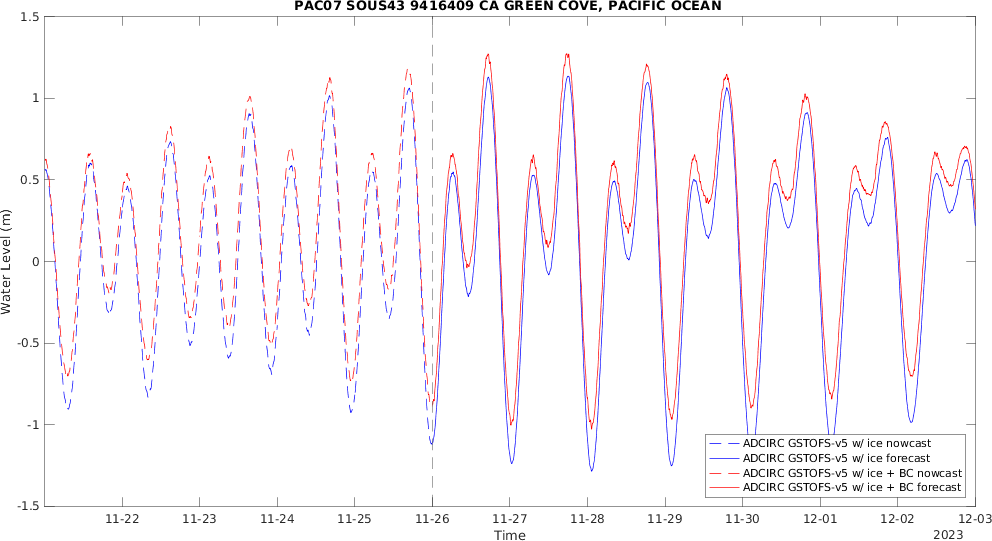 PAC07 SOUS43 9416409 CA GREEN COVE, PACIFIC OCEAN
1.5
1
0.5
0
-0.5
-1
-1.5
Water Level (m)
ADCIRC GSTOFS-v5 w/ ice nowcast
ADCIRC GSTOFS-v5 w/ ice forecast
ADCIRC GSTOFS-v5 w/ ice + BC nowcast
ADCIRC GSTOFS-v5 w/ ice + BC forecast
11-22 11-23 11-24 11-25 11-26 11-27 11-28 11-29 11-30 12-01 12-02 12-03
Time
2023